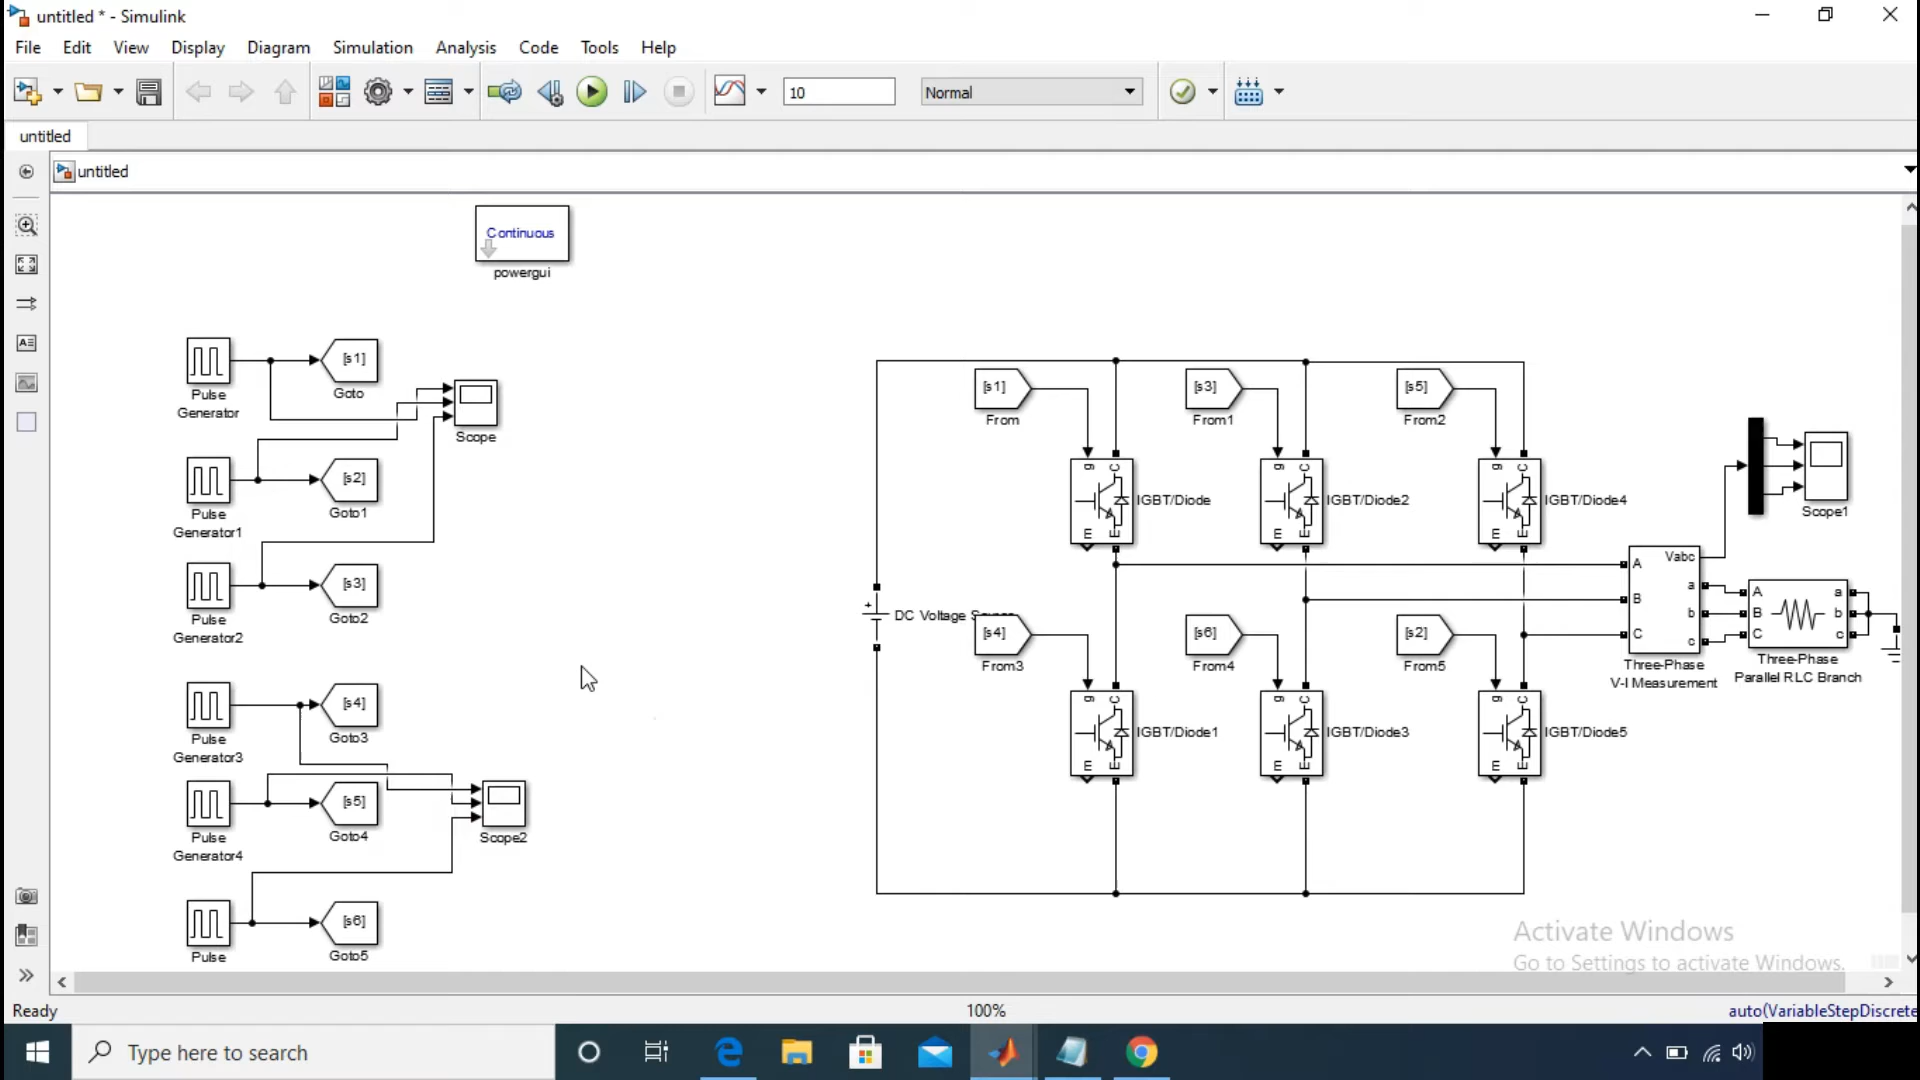 untitled * - Simulink
File Edit View Display Diagram Simulation Analysis Code Tools Help
10 Normal
untitled
untitled
Continuous
powergui
[s1]
Goto
Pulse
Generator
Scope
[s2]
Goto1
Pulse
Generator1
[s3]
Goto2
Pulse
Generator2
[s4]
Goto3
Pulse
Generator3
[s5]
Goto4
Pulse
Generator4
Scope2
[s6]
Goto5
Pulse
[s1]
From
[s3]
From1
[s5]
From2
g C
E E
IGBT/Diode
g C
E E
IGBT/Diode2
g C
E E
IGBT/Diode4
Scope1
+
DC Voltage
[s4]
From3
[s6]
From4
[s2]
From5
g C
E E
IGBT/Diode1
g C
E E
IGBT/Diode3
g C
E E
IGBT/Diode5
Vabc
A
a
B
b
C
c
Three-Phase
V-I Measurement
A a
B b
C c
Three-Phase
Parallel RLC Branch
Activate Windows
Go to Settings to activate Windows.
Ready 100% auto(VariableStepDiscrete
Type here to search